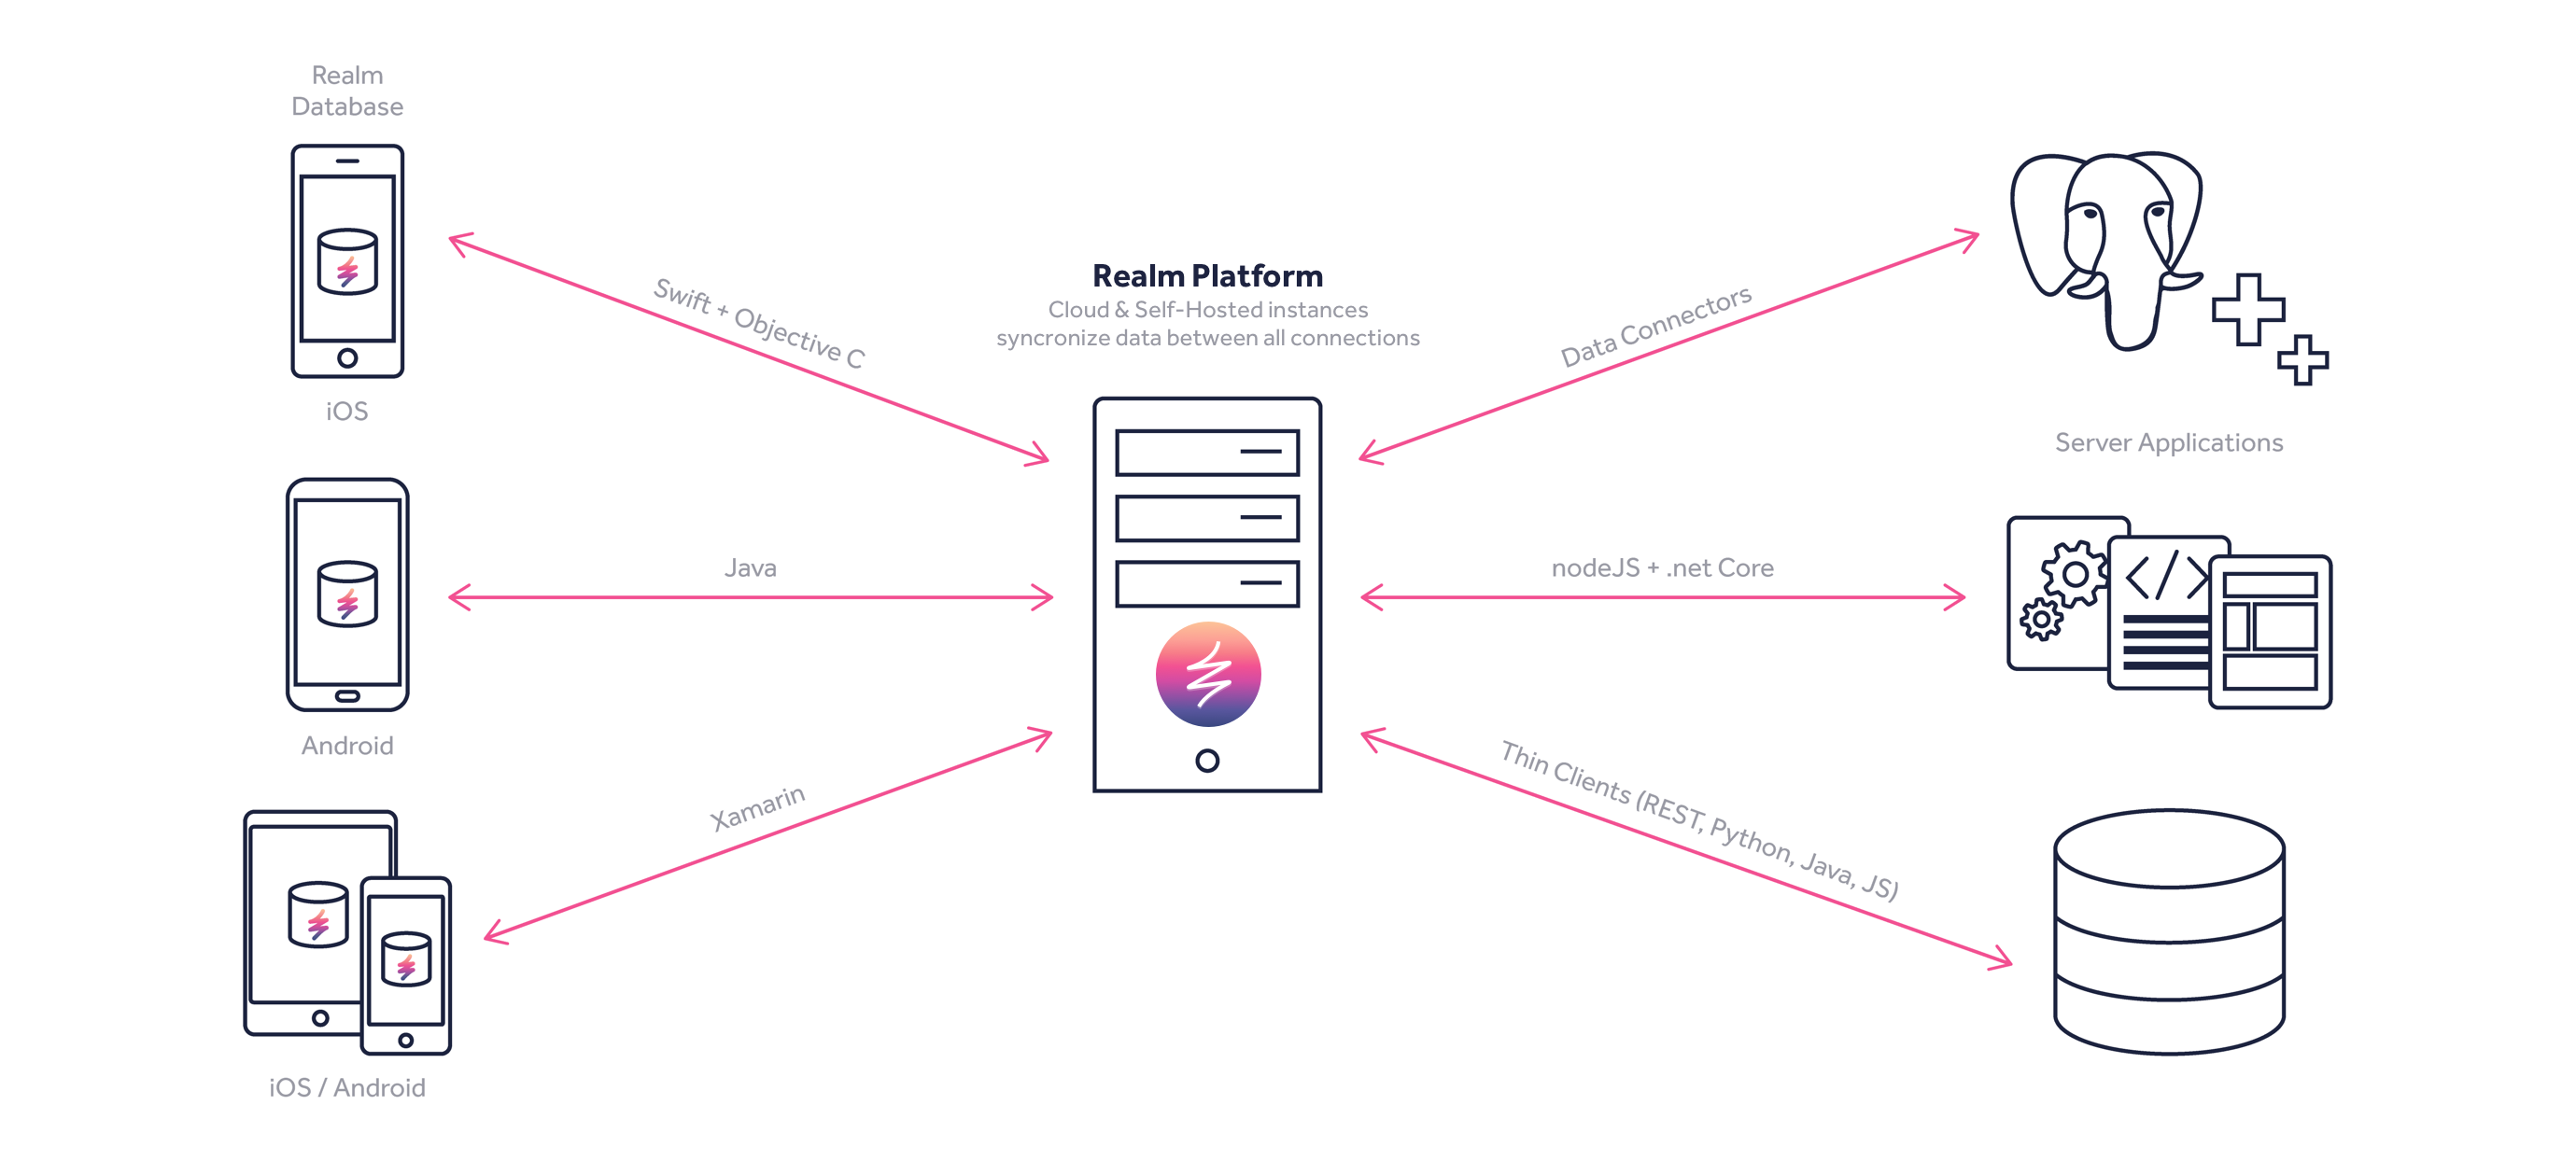 Realm
Database
iOS
Android
iOS / Android
Swift + Objective C
Java
Xamarin
Realm Platform
Cloud & Self-Hosted instances
syncronize data between all connections
Data Connectors
nodeJS + .net Core
Thin Clients (REST, Python, Java, JS)
Server Applications